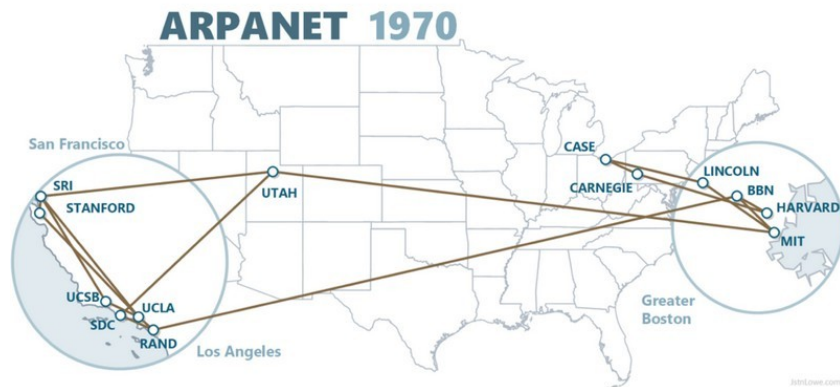 ARPANET 1970
San Francisco
SRI
STANFORD
UTAH
UCSB
UCLA
SDC
RAND
Los Angeles
CASE
CARNEGIE
LINCOLN
BBN
HARVARD
MIT
Greater
Boston